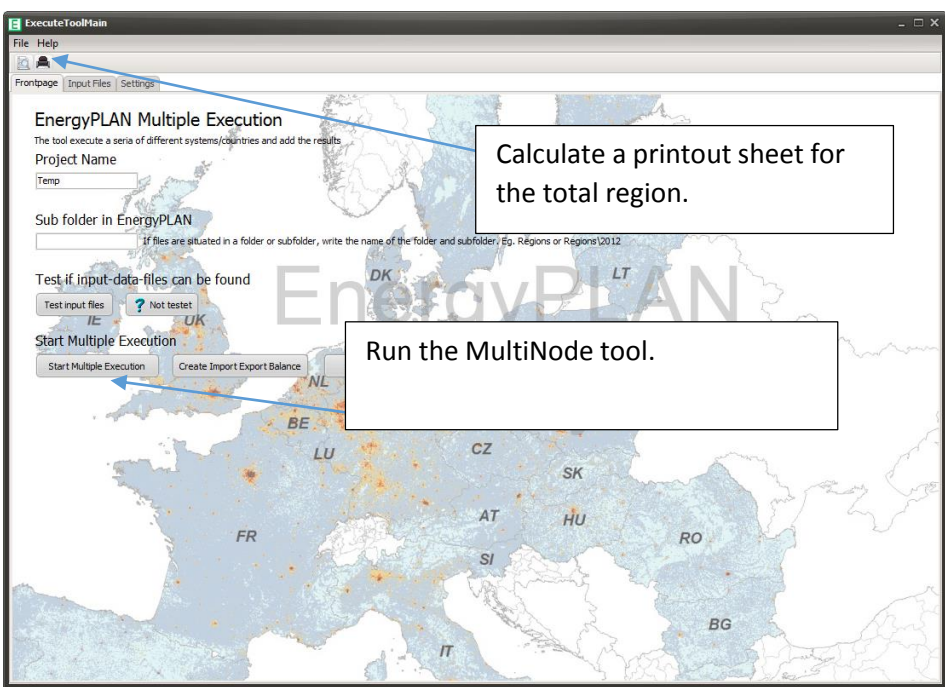 ExecuteToolMain
File Help
Frontpage Input Files Settings
EnergyPLAN Multiple Execution
The tool execute a seria of different systems/countries and add the results
Project Name
Temp
Calculate a printout sheet for
the total region.
Sub folder in EnergyPLAN
If files are situated in a folder or subfolder, write the name of the folder and subfolder. Eg. Regions or Regions\2012
Test if input-data-files can be found
Test input files ? Not testet
EnergyPLAN
DK
LT
IE
UK
Start Multiple Execution
Start Multiple Execution Create Import Export Balance
Run the MultiNode tool.
NL
BE
LU
CZ
SK
FR
AT
HU
RO
SI
BG
IT